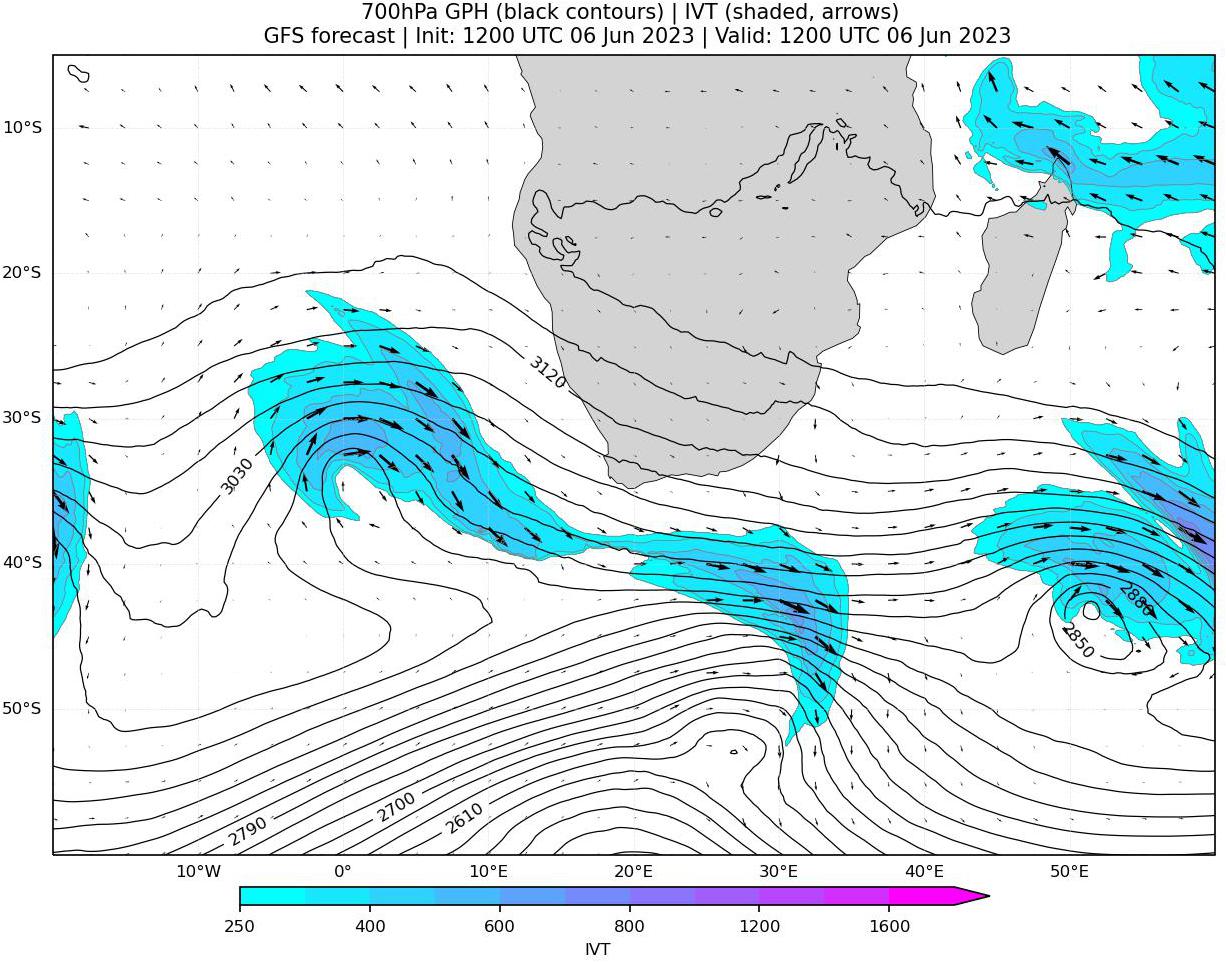 700hPa GPH (black contours) | IVT (shaded, arrows)
GFS forecast | Init: 1200 UTC 06 Jun 2023 | Valid: 1200 UTC 06 Jun 2023
10°S
20°S
3120
30°S
3030
40°S
2880
2850
50°S
2700
2610
2790
10°W 0° 10°E 20°E 30°E 40°E 50°E
250 400 600 800 1200 1600
IVT